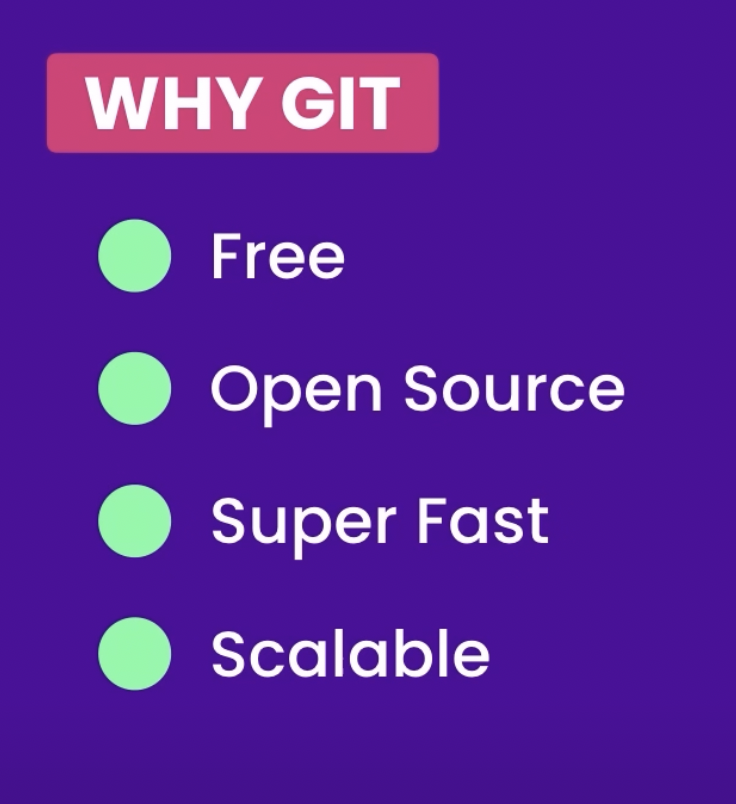 WHY GIT
Free
Open Source
Super Fast
Scalable